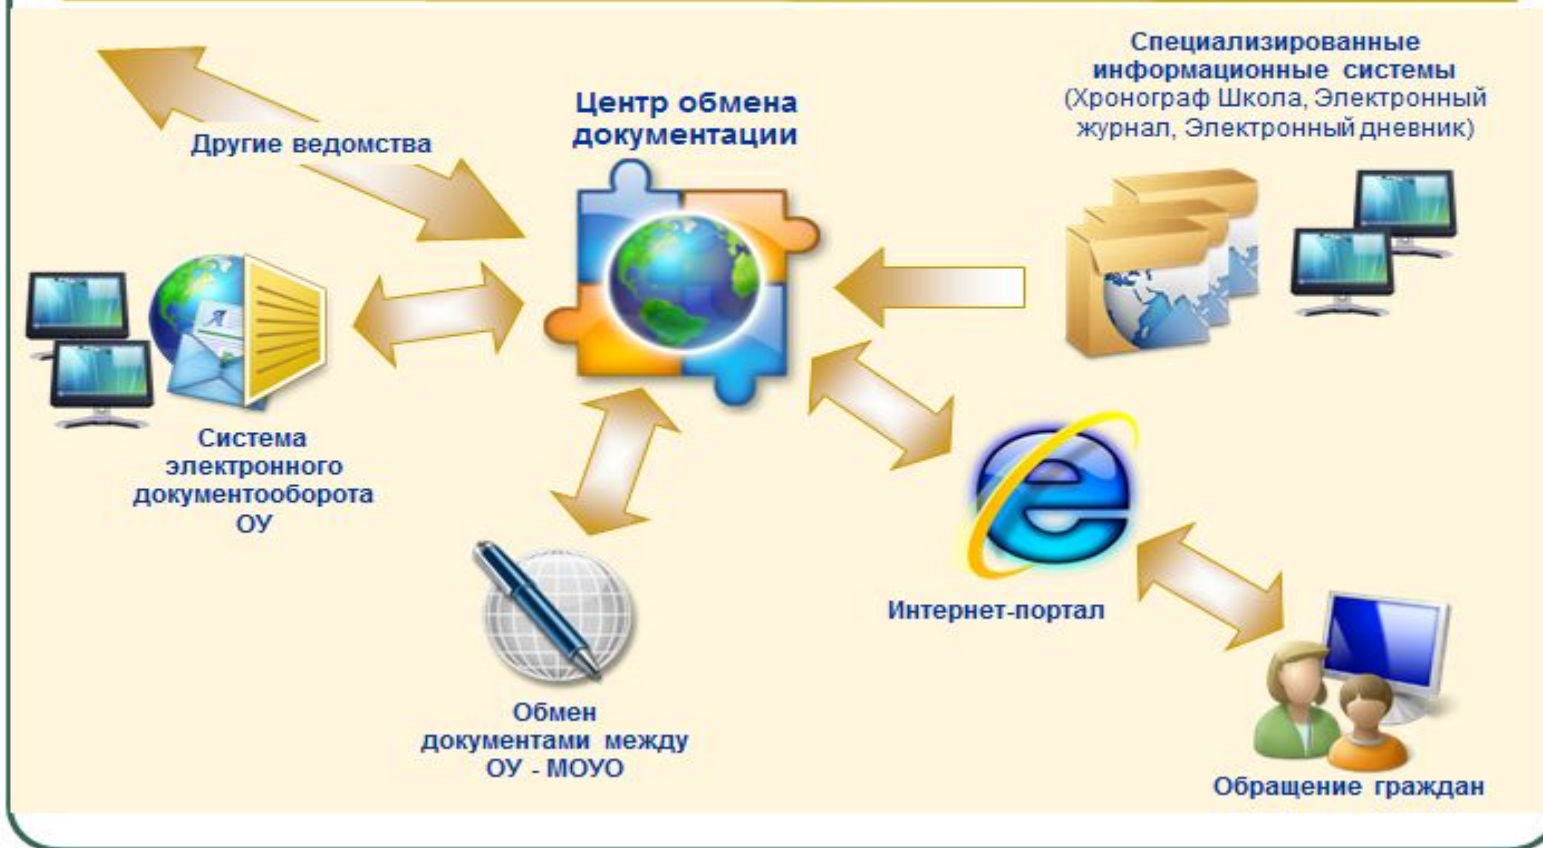 Специализированные
информационные системы
(Хронограф Школа, Электронный
журнал, Электронный дневник)
Центр обмена
документации
Другие ведомства
Система
электронного
документооборота
ОУ
Интернет-портал
Обмен
документами между
ОУ - МОУО
Обращение граждан